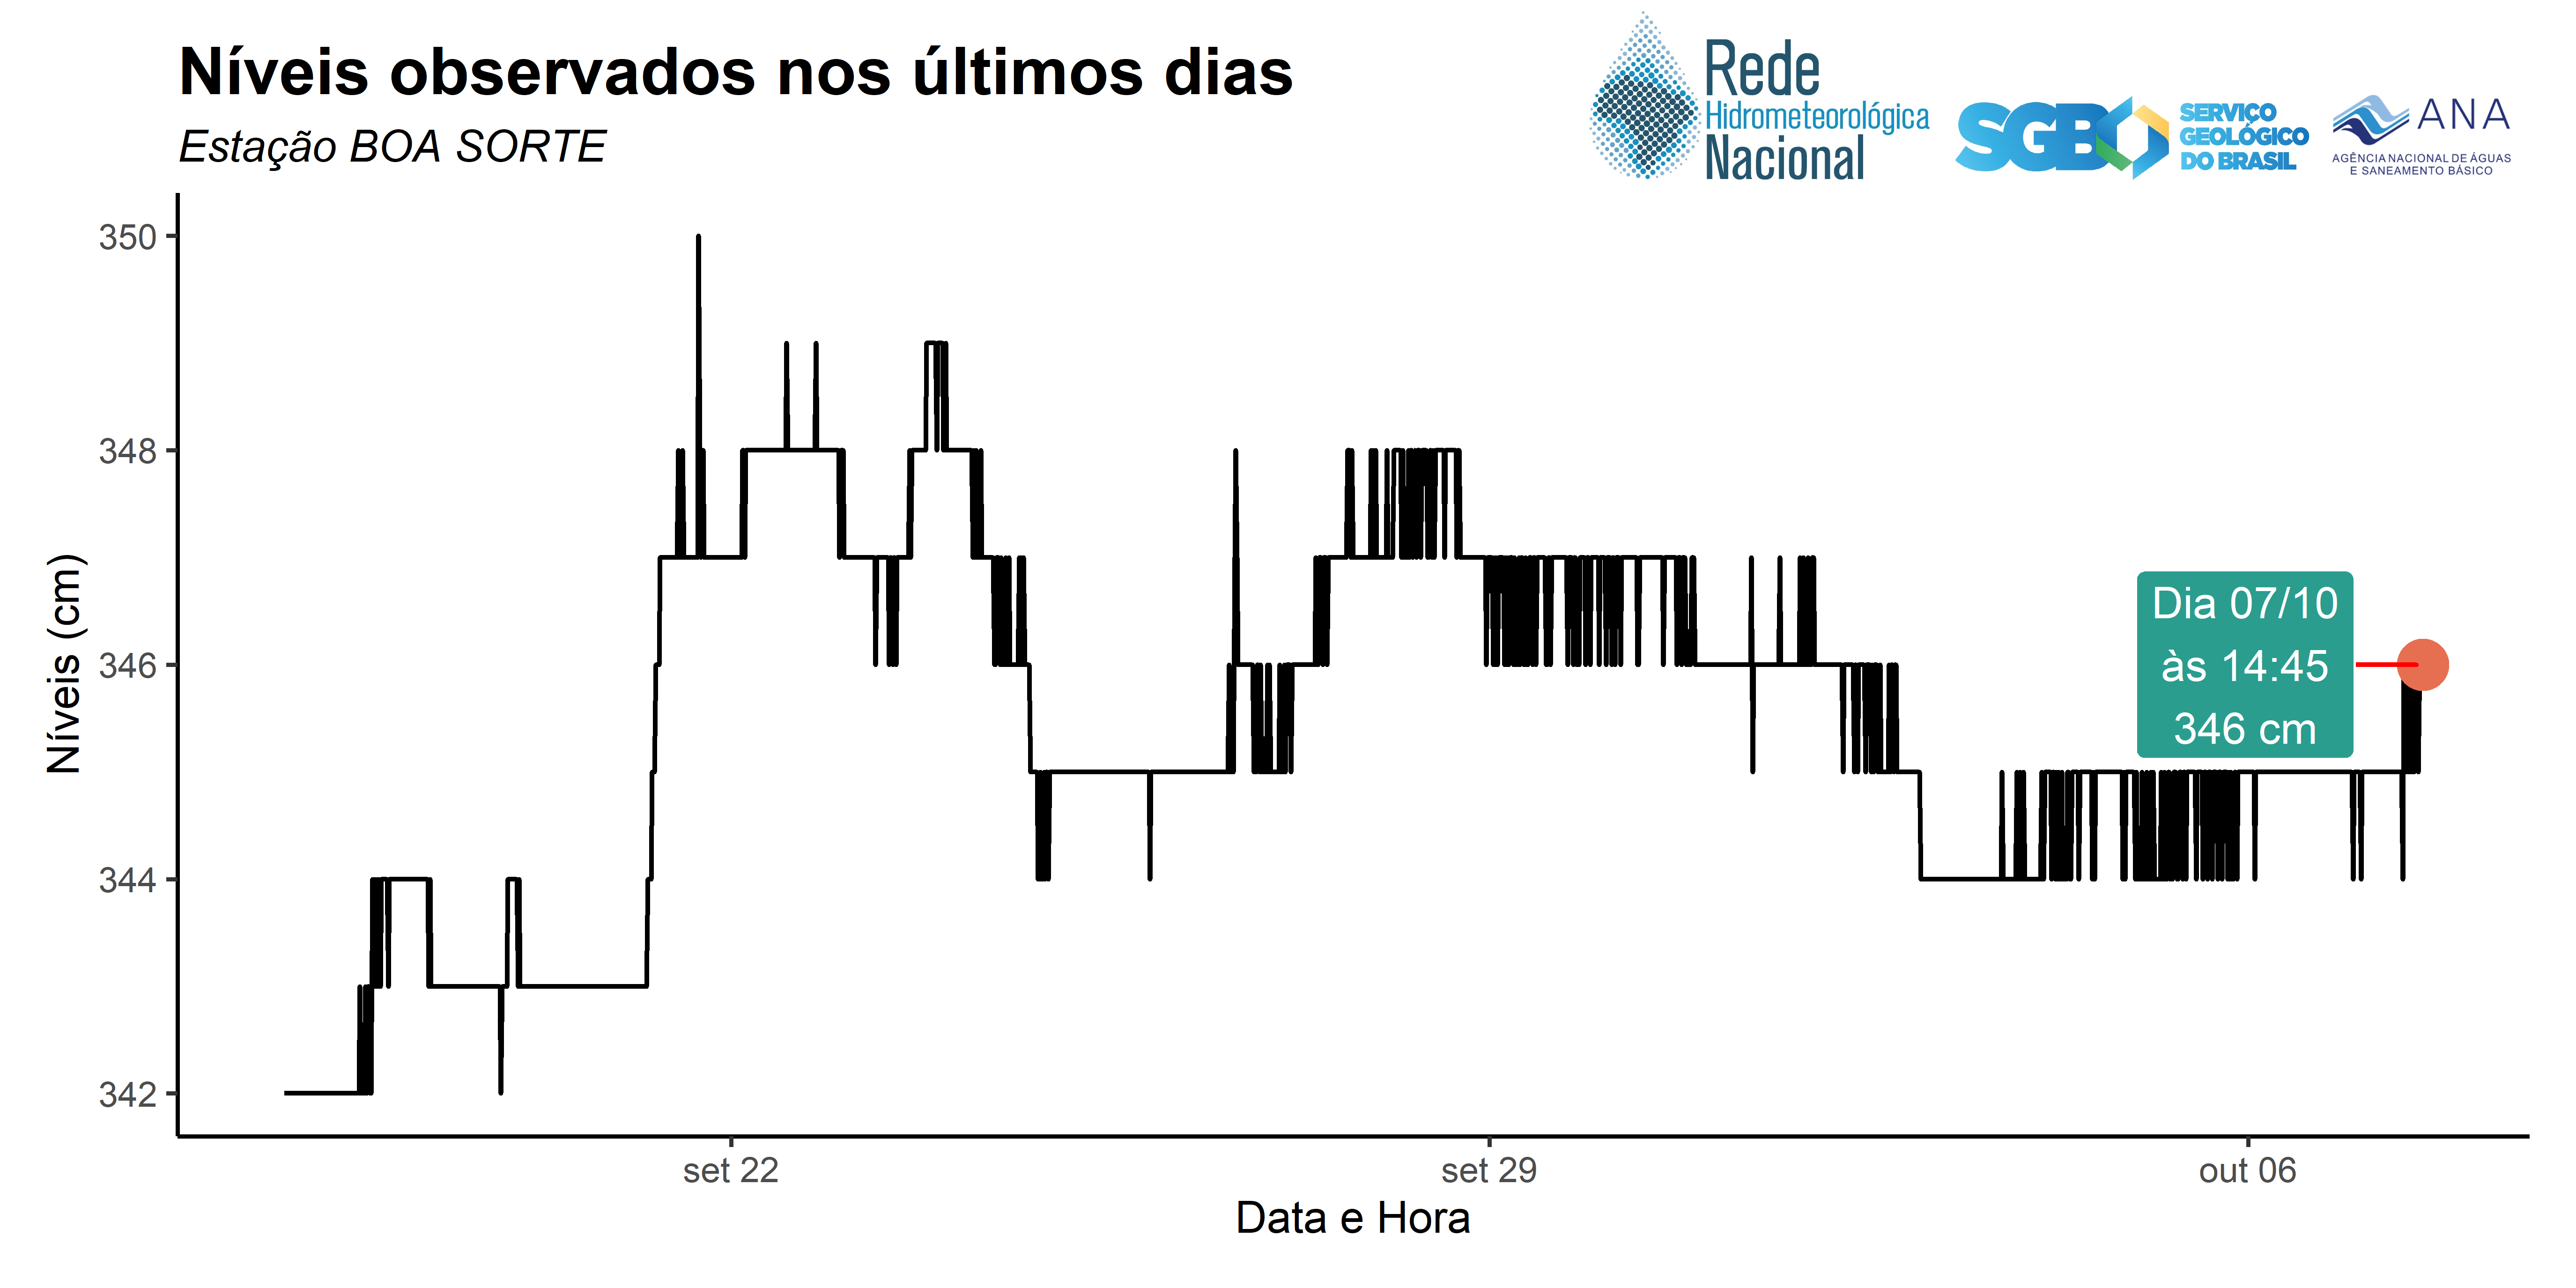 Níveis observados nos últimos dias
Estação BOA SORTE
Rede
Hidrometeorológica
Nacional
SGB
SERVIÇO
GEOLÓGICO
DO BRASIL
ANA
AGÊNCIA NACIONAL DE ÁGUAS
E SANEAMENTO BÁSICO
Níveis (cm)
350
348
346
344
342
Dia 07/10
às 14:45
346 cm
set 22
set 29
out 06
Data e Hora